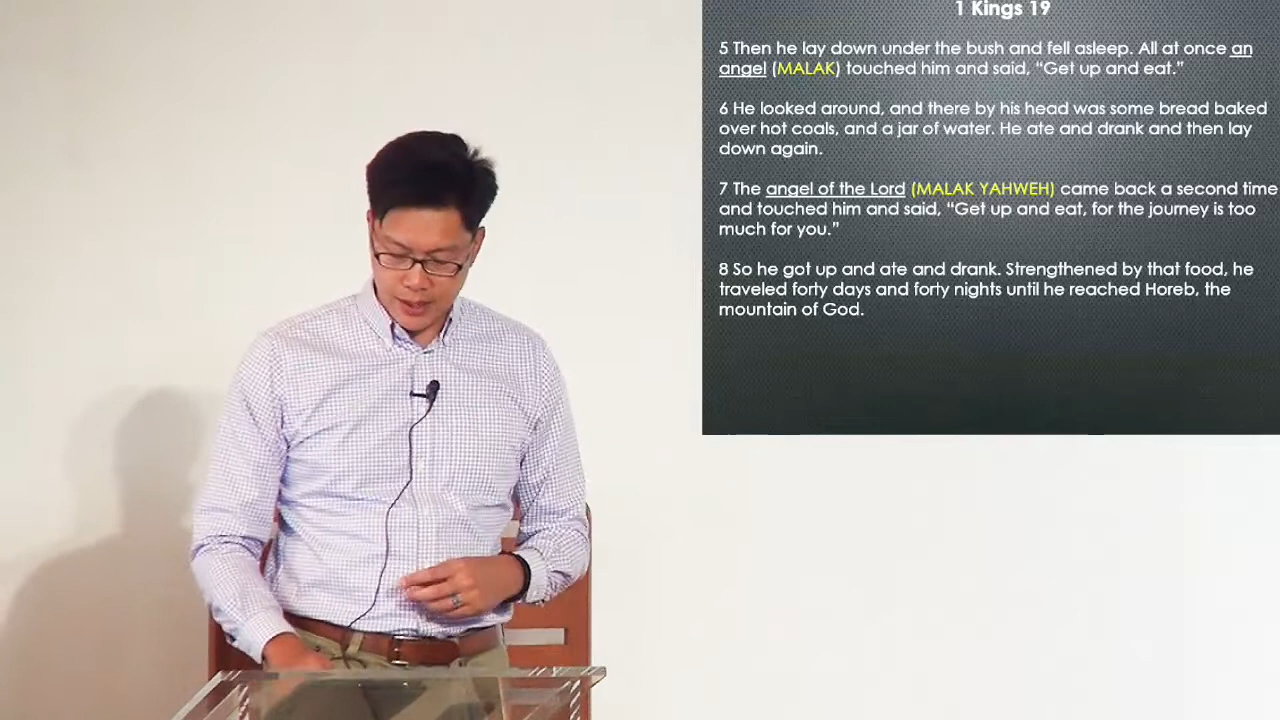 1 Kings 19
5 Then he lay down under the bush and fell asleep. All at once an
angel (MALAK) touched him and said, “Get up and eat.”
6 He looked around, and there by his head was some bread baked
over hot coals, and a jar of water. He ate and drank and then lay
down again.
7 The angel of the Lord (MALAK YAHWEH) came back a second time
and touched him and said, “Get up and eat, for the journey is too
much for you.”
8 So he got up and ate and drank. Strengthened by that food, he
traveled forty days and forty nights until he reached Horeb, the
mountain of God.